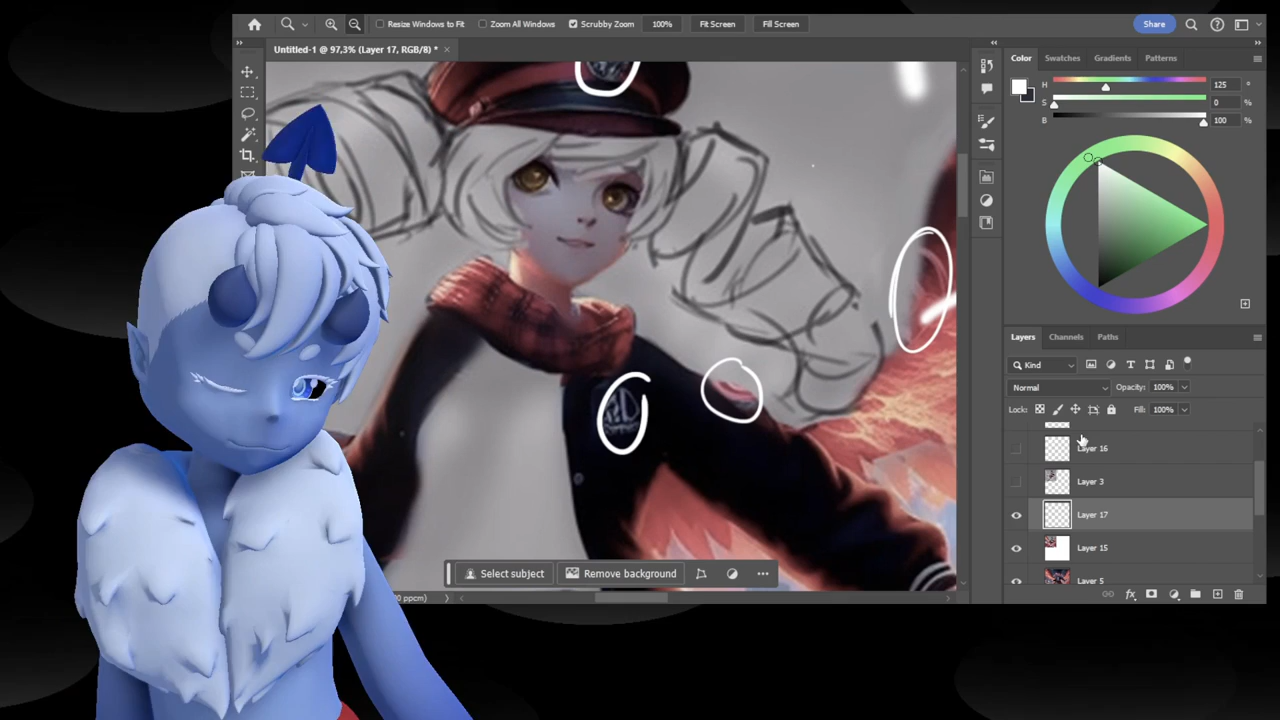 Resize Windows to Fit Zoom All Windows Scrubby Zoom 100% Fit Screen Fill Screen Share
Untitled-1 @ 97,3% (Layer 17, RGB/8) * ×
Color Swatches Gradients Patterns
H 125 °
S 0 %
B 100 %
Layers Channels Paths
Kind
Normal Opacity: 100%
Lock: Fill: 100%
Layer 16
Layer 3
Layer 17
Layer 15
Layer 5
Select subject Remove background
ppcm)